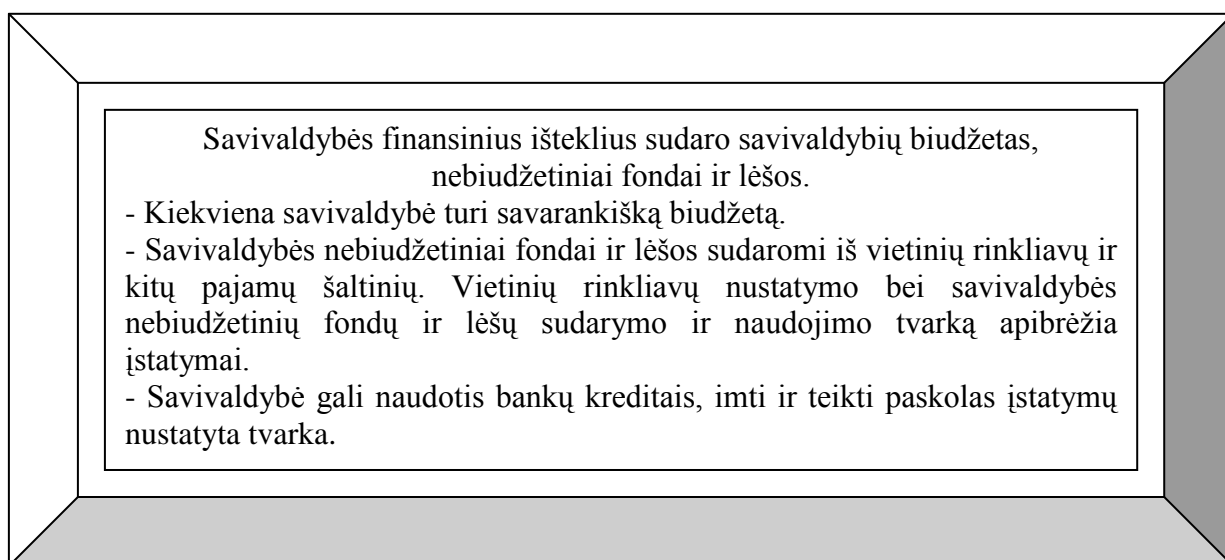 Savivaldybės finansinius išteklius sudaro savivaldybių biudžetas,
nebiudžetiniai fondai ir lėšos.
- Kiekviena savivaldybė turi savarankišką biudžetą.
- Savivaldybės nebiudžetiniai fondai ir lėšos sudaromi iš vietinių rinkliavų ir
kitų pajamų šaltinių. Vietinių rinkliavų nustatymo bei savivaldybės
nebiudžetinių fondų ir lėšų sudarymo ir naudojimo tvarką apibrėžia
įstatymai.
- Savivaldybė gali naudotis bankų kreditais, imti ir teikti paskolas įstatymų
nustatyta tvarka.